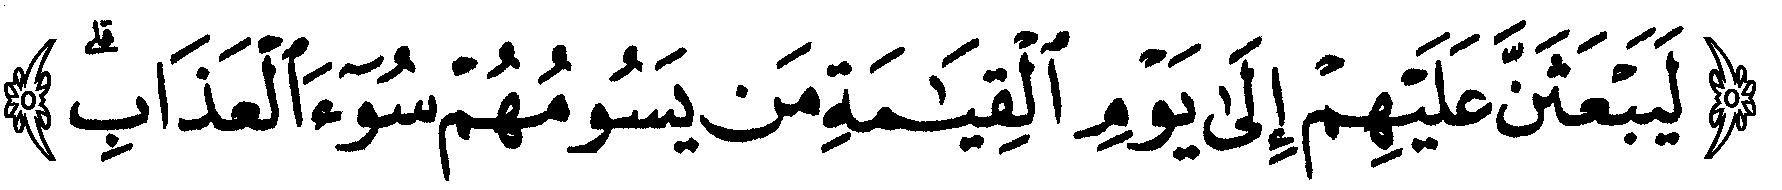 ﴿ لَيَبْعَثَنَّ عَلَيْهِمْ إِلَىٰ يَوْمِ ٱلْقِيَـٰمَةِ مَن يَسُومُهُمْ سُوٓءَ ٱلْعَذَابِ ۗ ﴾